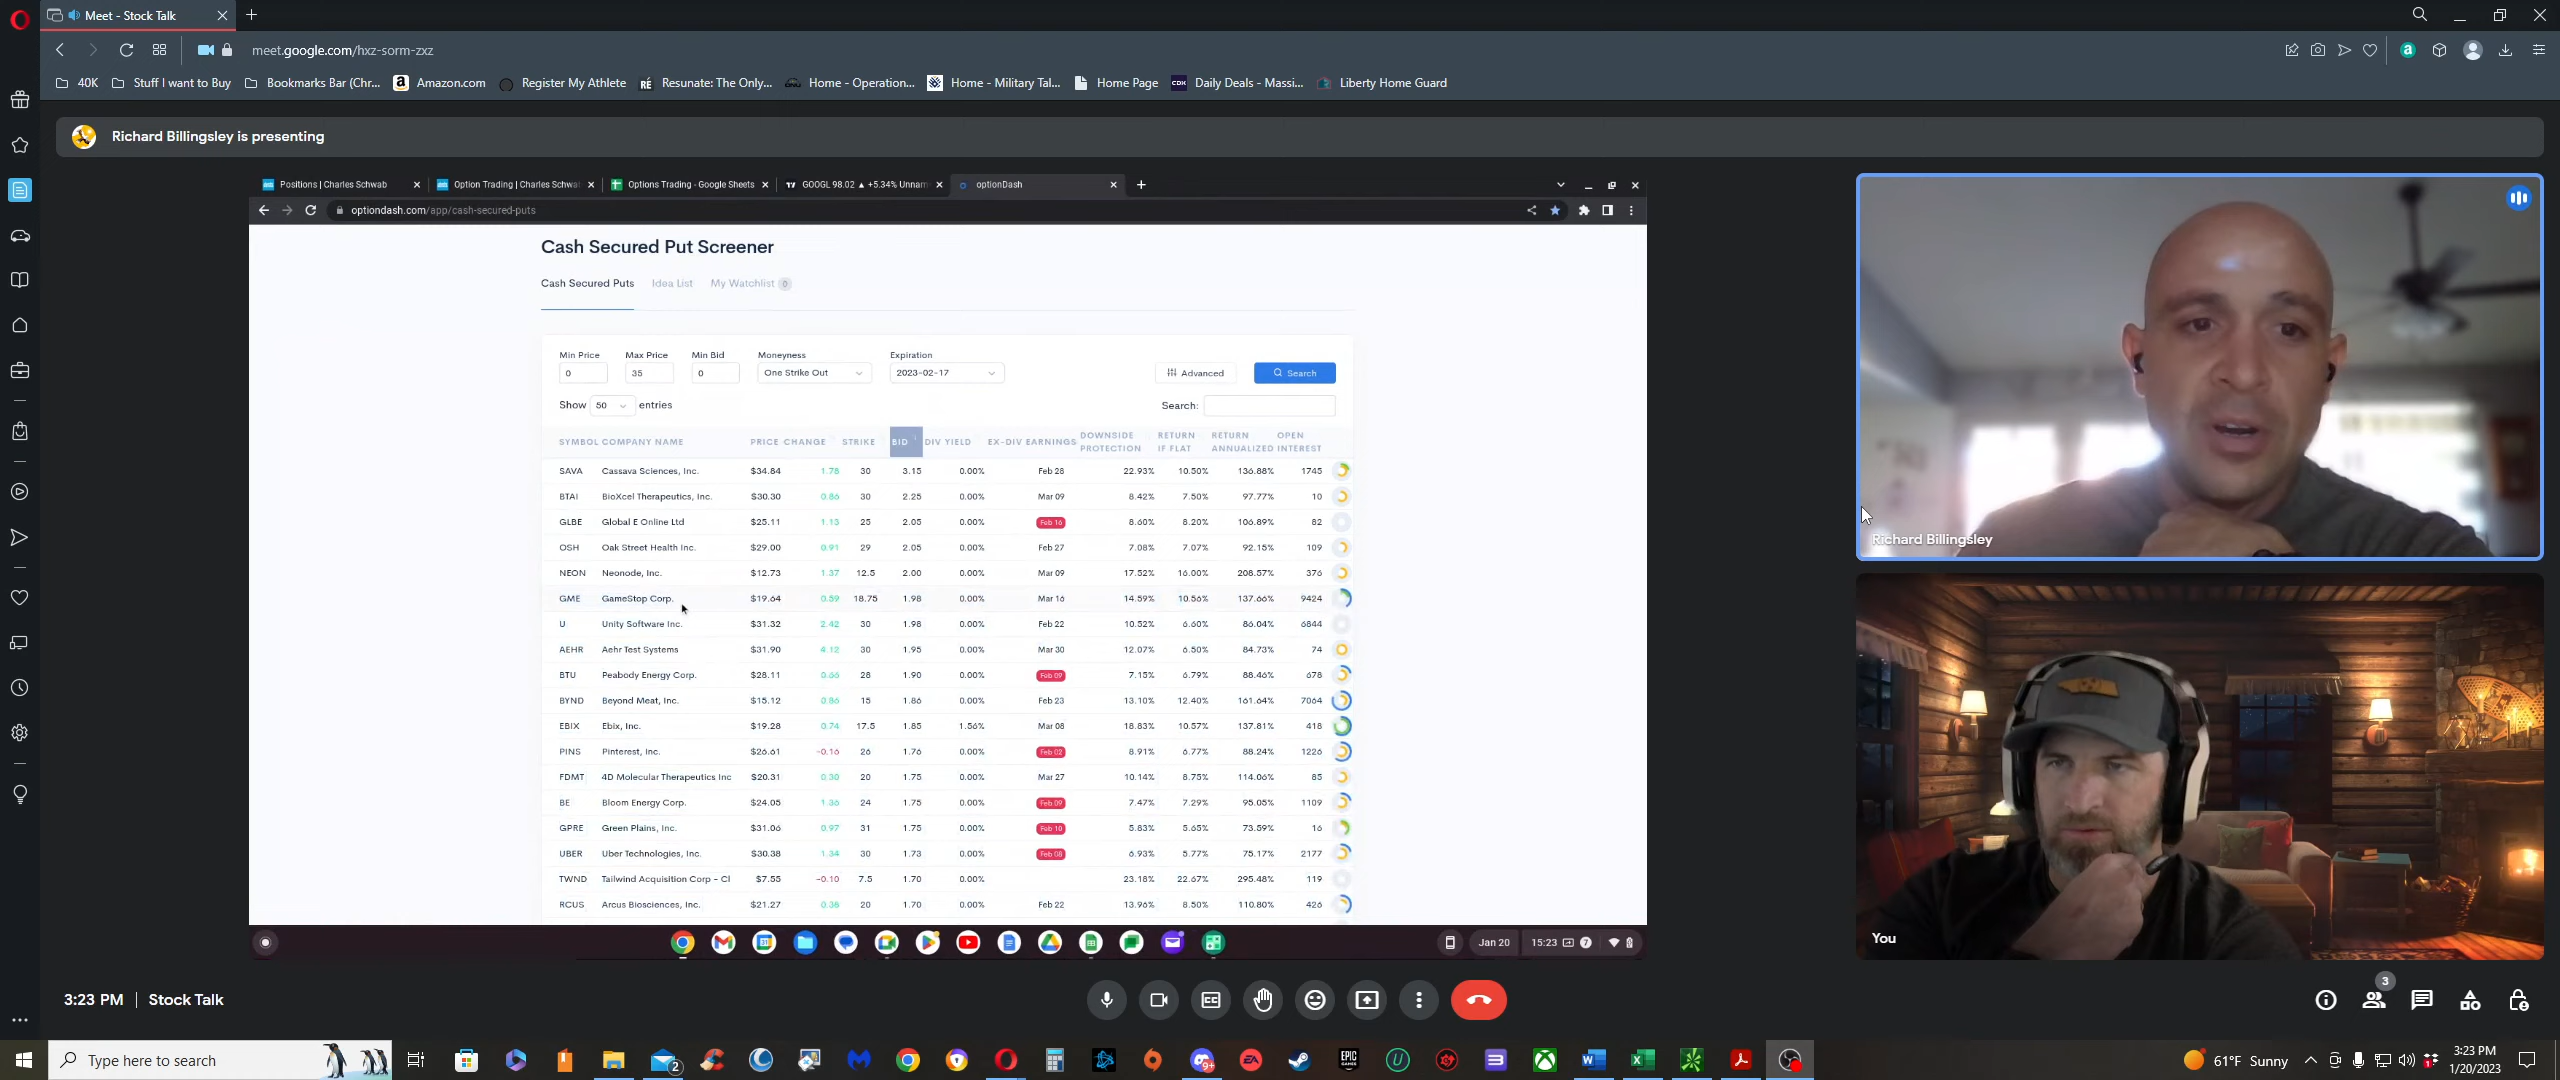 Meet - Stock Talk
meet.google.com/hxz-sorm-zxz
40K Stuff I want to Buy Bookmarks Bar (Chr... Amazon.com Register My Athlete Resunate: The Only... Home - Operation... Home - Military Tal... Home Page Daily Deals - Massi... Liberty Home Guard
Richard Billingsley is presenting
Positions | Charles Schwab Option Trading | Charles Schwa Options Trading - Google Sheets GOOGL 98.02 ▲ +5.34% Unnam optionDash
optiondash.com/app/cash-secured-puts
Cash Secured Put Screener
Cash Secured Puts Idea List My Watchlist 0
Min Price Max Price Min Bid Moneyness Expiration
0 35 0 One Strike Out 2023-02-17 Advanced Search
Show 50 entries Search:
SYMBOL COMPANY NAME PRICE CHANGE STRIKE BID DIV YIELD EX-DIV EARNINGS DOWNSIDE PROTECTION RETURN IF FLAT RETURN ANNUALIZED OPEN INTEREST
SAVA Cassava Sciences, Inc. $34.84 1.78 30 3.15 0.00% Feb 28 22.93% 10.50% 136.88% 1745
BTAI BioXcel Therapeutics, Inc. $30.30 0.86 30 2.25 0.00% Mar 09 8.42% 7.50% 97.77% 10
GLBE Global E Online Ltd $25.11 1.13 25 2.05 0.00% Feb 16 8.60% 8.20% 106.89% 82
OSH Oak Street Health Inc. $29.00 0.91 29 2.05 0.00% Feb 27 7.08% 7.07% 92.15% 109
NEON Neonode, Inc. $12.73 1.37 12.5 2.00 0.00% Mar 09 17.52% 16.00% 208.57% 376
GME GameStop Corp. $19.64 0.59 18.75 1.98 0.00% Mar 16 14.59% 10.56% 137.66% 9424
U Unity Software Inc. $31.32 2.42 30 1.98 0.00% Feb 22 10.52% 6.60% 86.04% 6844
AEHR Aehr Test Systems $31.90 4.12 30 1.95 0.00% Mar 30 12.07% 6.50% 84.73% 74
BTU Peabody Energy Corp. $28.11 0.66 28 1.90 0.00% Feb 09 7.15% 6.79% 88.46% 678
BYND Beyond Meat, Inc. $15.12 0.86 15 1.86 0.00% Feb 23 13.10% 12.40% 161.64% 7064
EBIX Ebix, Inc. $19.28 0.74 17.5 1.85 1.56% Mar 08 18.83% 10.57% 137.81% 418
PINS Pinterest, Inc. $26.61 -0.16 26 1.76 0.00% Feb 02 8.91% 6.77% 88.24% 1226
FDMT 4D Molecular Therapeutics Inc $20.31 0.30 20 1.75 0.00% Mar 27 10.14% 8.75% 114.06% 85
BE Bloom Energy Corp. $24.05 1.36 24 1.75 0.00% Feb 09 7.47% 7.29% 95.05% 1109
GPRE Green Plains, Inc. $31.06 0.97 31 1.75 0.00% Feb 10 5.83% 5.65% 73.59% 16
UBER Uber Technologies, Inc. $30.38 1.34 30 1.73 0.00% Feb 08 6.93% 5.77% 75.17% 2177
TWND Tailwind Acquisition Corp - Cl $7.55 -0.10 7.5 1.70 0.00% 23.18% 22.67% 295.48% 119
RCUS Arcus Biosciences, Inc. $21.27 0.38 20 1.70 0.00% Feb 22 13.96% 8.50% 110.80% 426
Jan 20 15:23 7
Richard Billingsley
You
3:23 PM | Stock Talk
3
Type here to search
2
9+
61°F Sunny
3:23 PM
1/20/2023